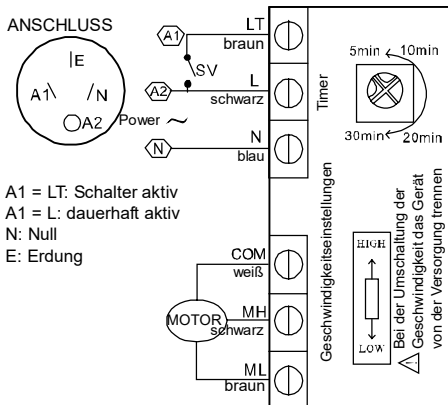 ANSCHLUSS
E
A1
N
A2
A1
LT
braun
SV
A2
L
schwarz
Power ~
N
N
blau
Timer
5min
10min
30min
20min
A1 = LT: Schalter aktiv
A1 = L: dauerhaft aktiv
N: Null
E: Erdung
COM
weiß
MOTOR
MH
schwarz
ML
braun
Geschwindigkeitseinstellungen
HIGH
LOW
Bei der Umschaltung der
Geschwindigkeit das Gerät
von der Versorgung trennen